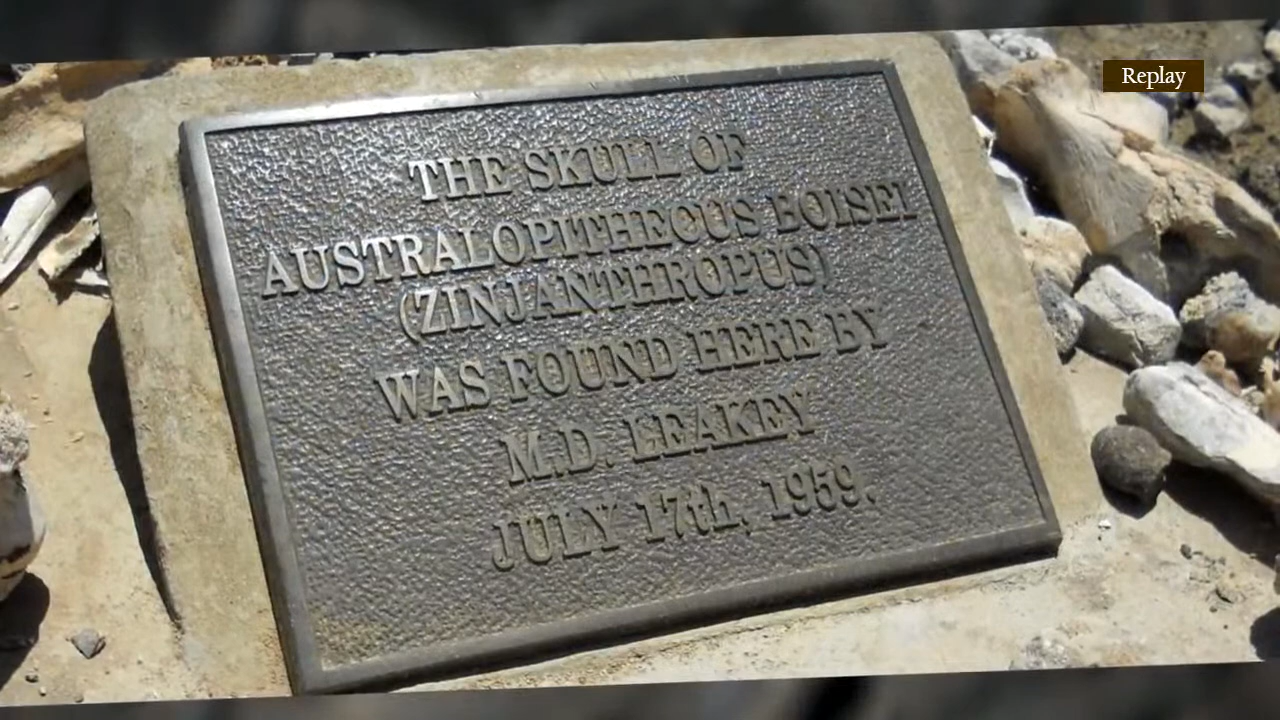 Replay
THE SKULL OF
AUSTRALOPITHECUS BOISEI
(ZINJANTHROPUS)
WAS FOUND HERE BY
M.D. LEAKEY
JULY 17th, 1959.